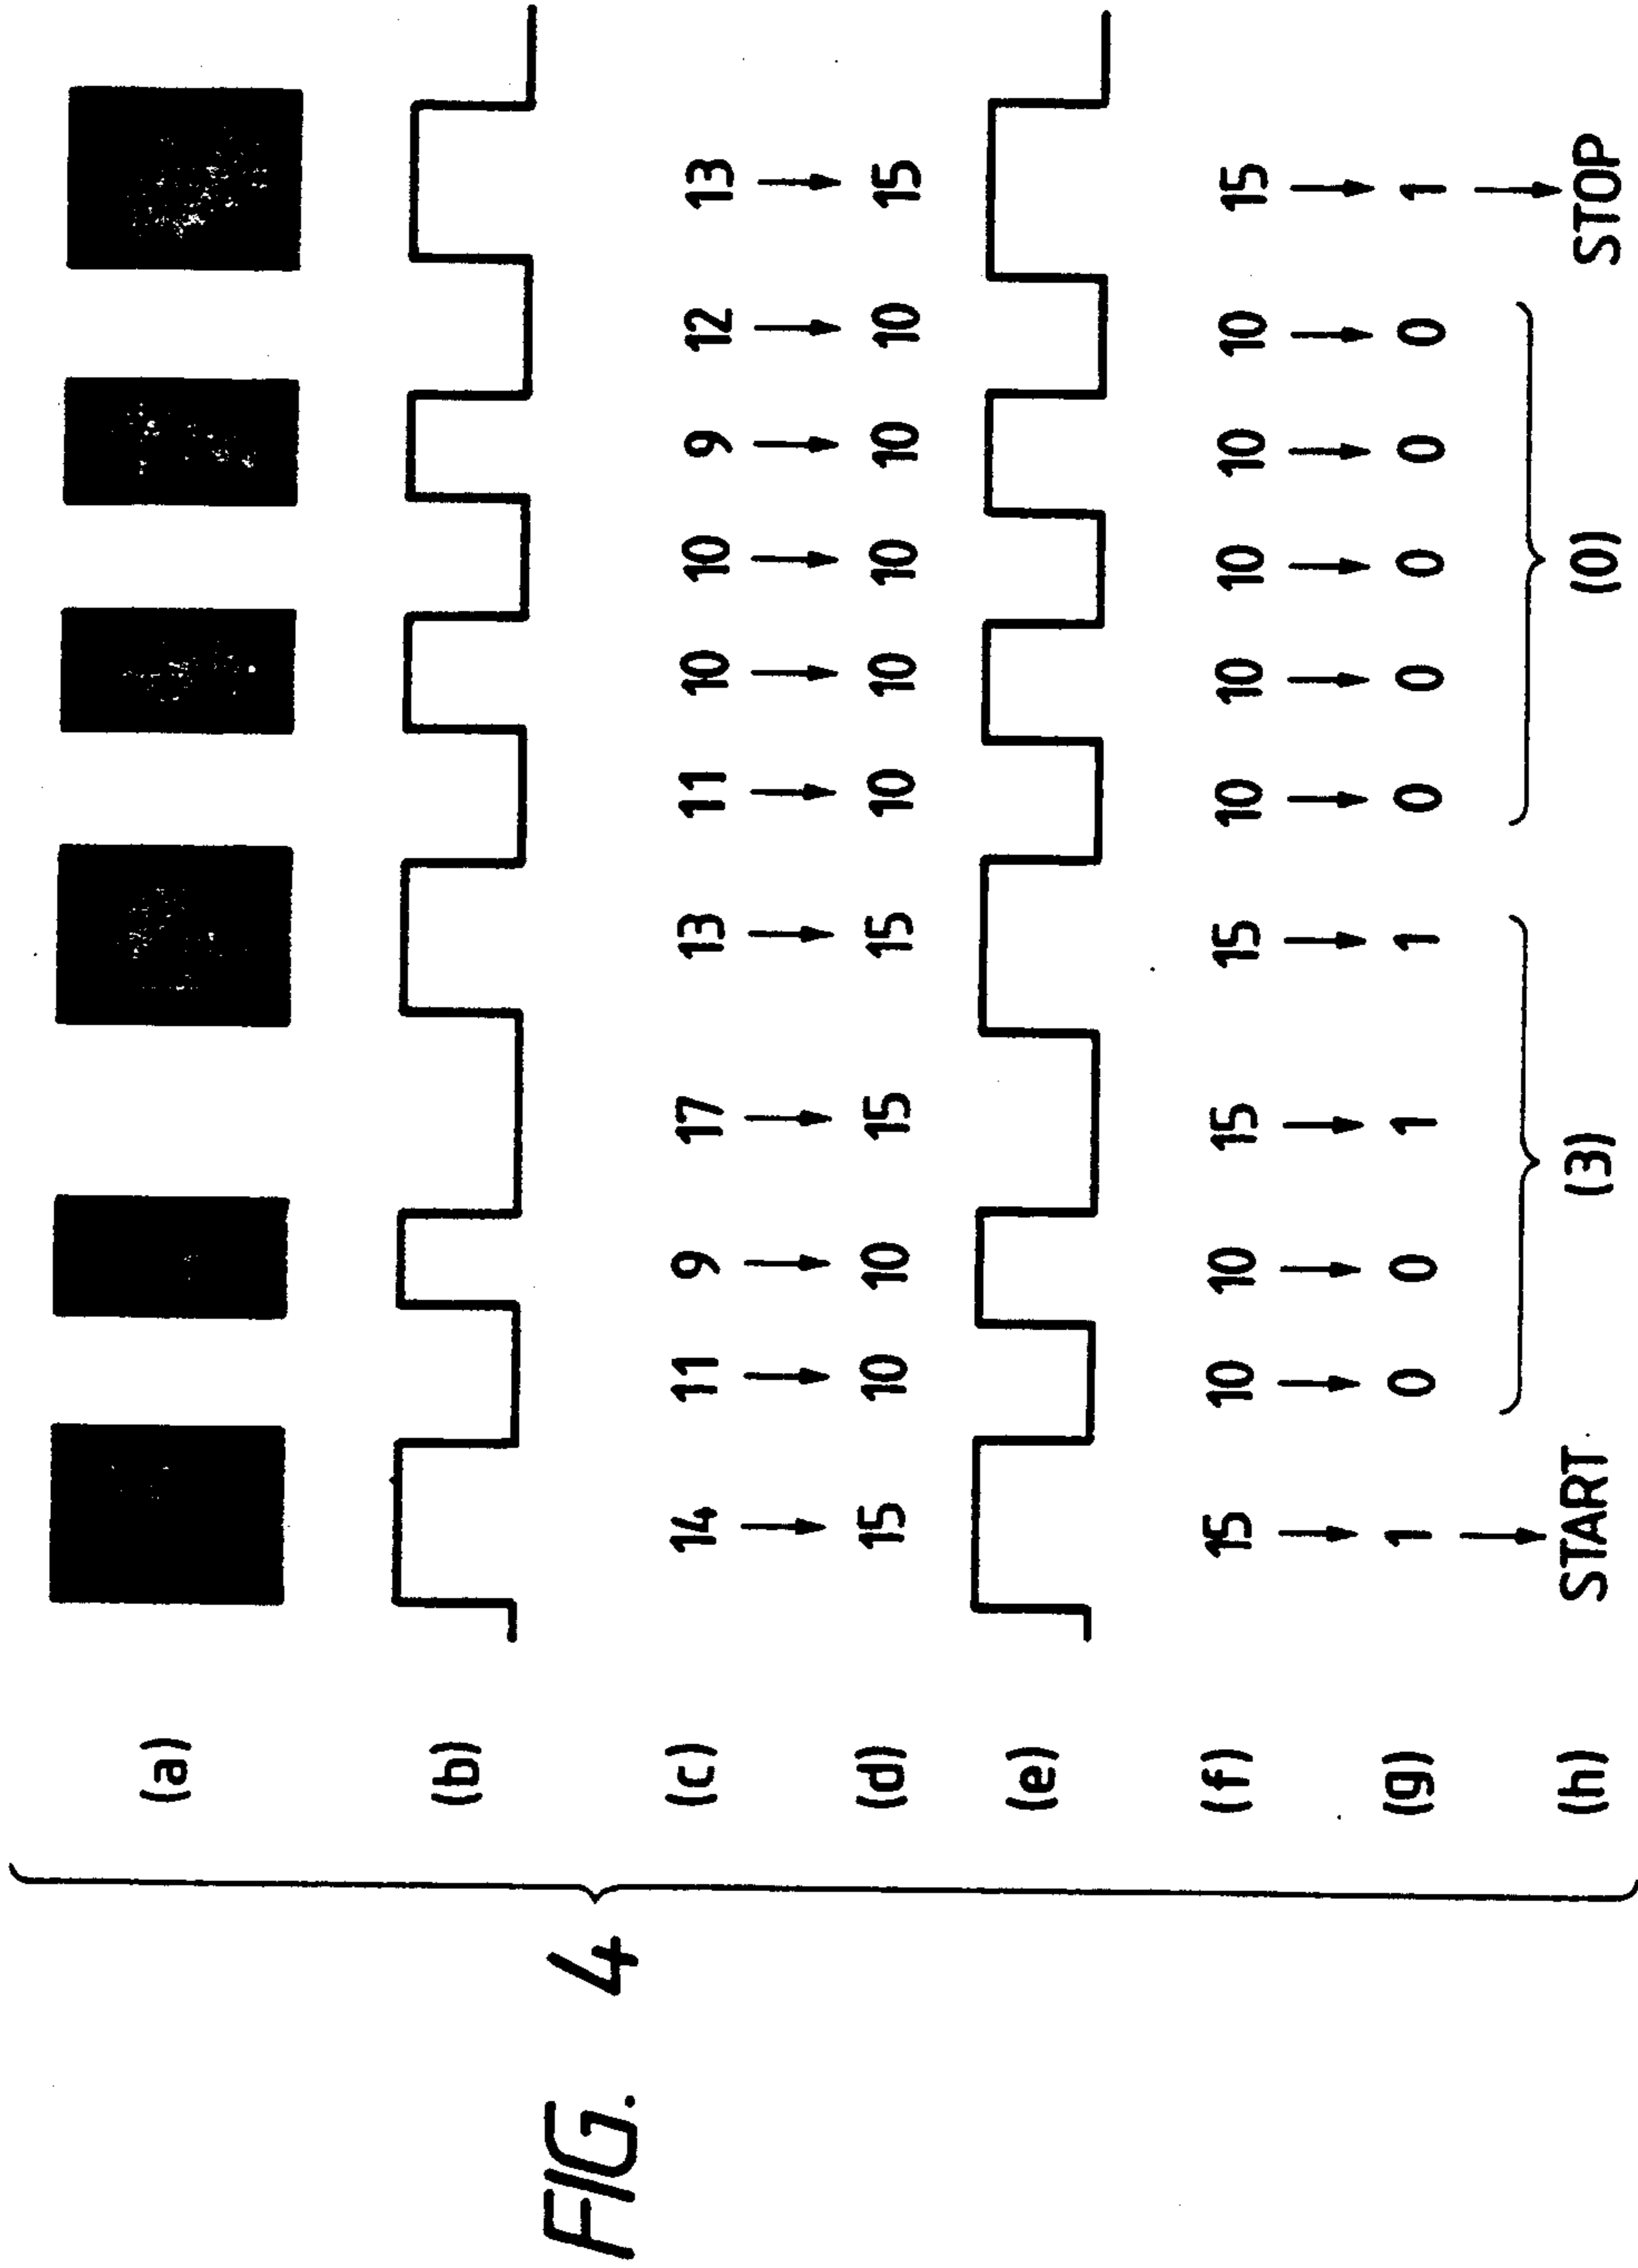 FIG. 4
(a)
(b)
(c) 14 11 9 17 13 11 10 10 9 12 13
(d) 15 10 10 15 15 10 10 10 10 10 15
(e)
(f) 15 10 10 15 15 10 10 10 10 10 15
(g) 1 0 0 1 1 0 0 0 0 0 1
(h) START (3) (0) STOP